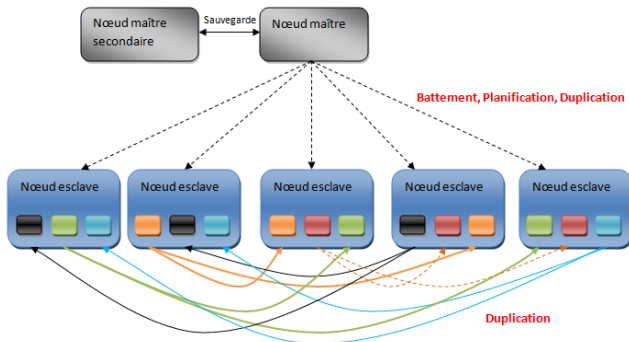 Nœud maître
secondaire
Sauvegarde
Nœud maître
Battement, Planification, Duplication
Nœud esclave
Nœud esclave
Nœud esclave
Nœud esclave
Nœud esclave
Duplication